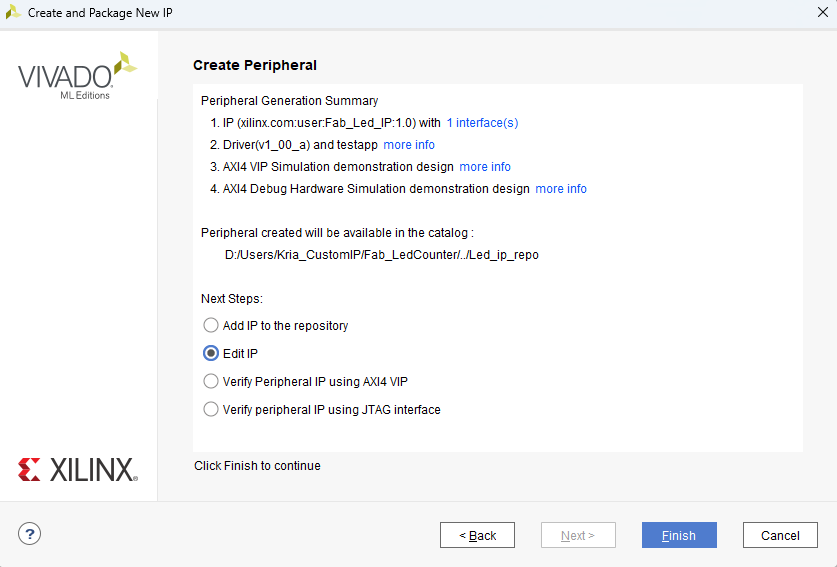 Create and Package New IP
VIVADO
ML Editions
Create Peripheral
Peripheral Generation Summary
1. IP (xilinx.com:user:Fab_Led_IP:1.0) with 1 interface(s)
2. Driver(v1_00_a) and testapp more info
3. AXI4 VIP Simulation demonstration design more info
4. AXI4 Debug Hardware Simulation demonstration design more info
Peripheral created will be available in the catalog :
D:/Users/Kria_CustomIP/Fab_LedCounter/../Led_ip_repo
Next Steps:
Add IP to the repository
Edit IP
Verify Peripheral IP using AXI4 VIP
Verify peripheral IP using JTAG interface
XILINX
Click Finish to continue
?
< Back
Next >
Finish
Cancel